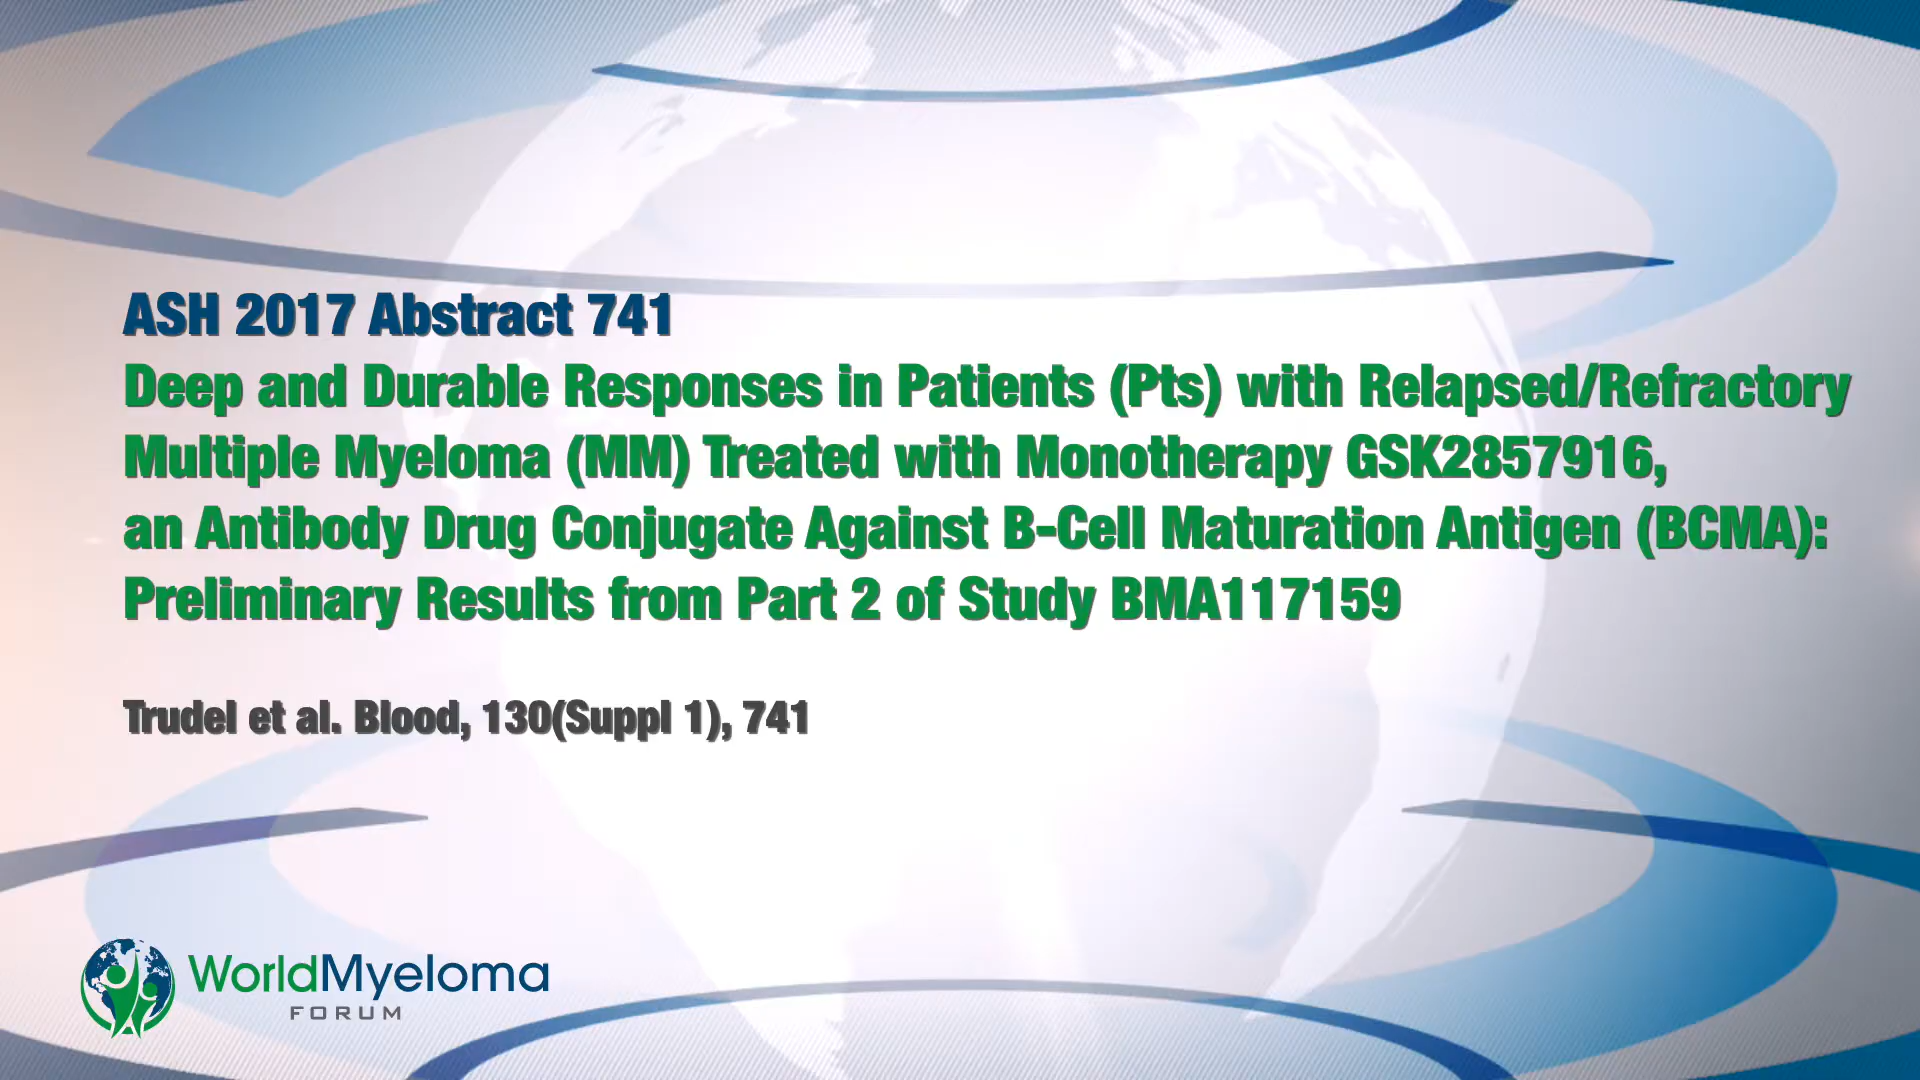 ASH 2017 Abstract 741
Deep and Durable Responses in Patients (Pts) with Relapsed/Refractory
Multiple Myeloma (MM) Treated with Monotherapy GSK2857916,
an Antibody Drug Conjugate Against B-Cell Maturation Antigen (BCMA):
Preliminary Results from Part 2 of Study BMA117159
Trudel et al. Blood, 130(Suppl 1), 741
WorldMyeloma
FORUM